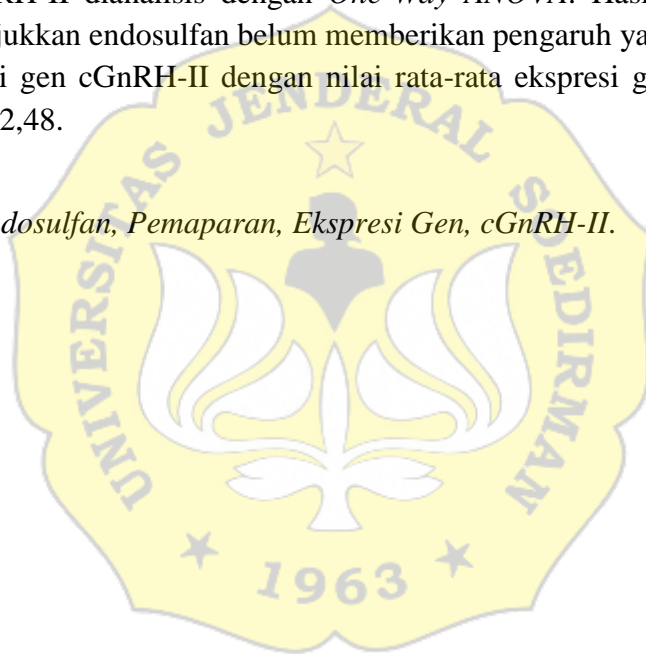 RH-II dianalisis dengan One way ANOVA. Hasi
jukkan endosulfan belum memberikan pengaruh ya
i gen cGnRH-II dengan nilai rata-rata ekspresi g
2,48.
dosulfan, Pemaparan, Ekspresi Gen, cGnRH-II.
UNIVERSITAS JENDERAL SOEDIRMAN
1963